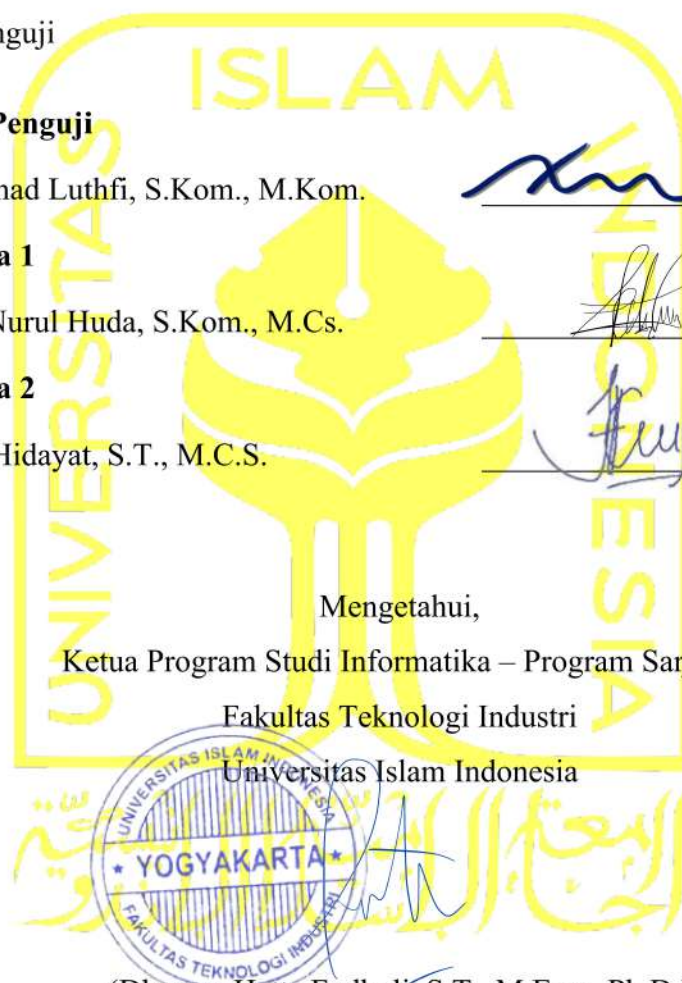 nguji
Penguji
nad Luthfi, S.Kom., M.Kom.
a 1
Nurul Huda, S.Kom., M.Cs.
a 2
Hidayat, S.T., M.C.S.
Mengetahui,
Ketua Program Studi Informatika – Program Sar
Fakultas Teknologi Industri
Universitas Islam Indonesia
UNIVERSITAS ISLAM INDONESIA
UNIVERSITAS ISLAM INDONESIA
* YOGYAKARTA *
FAKULTAS TEKNOLOGI INDUSTRI